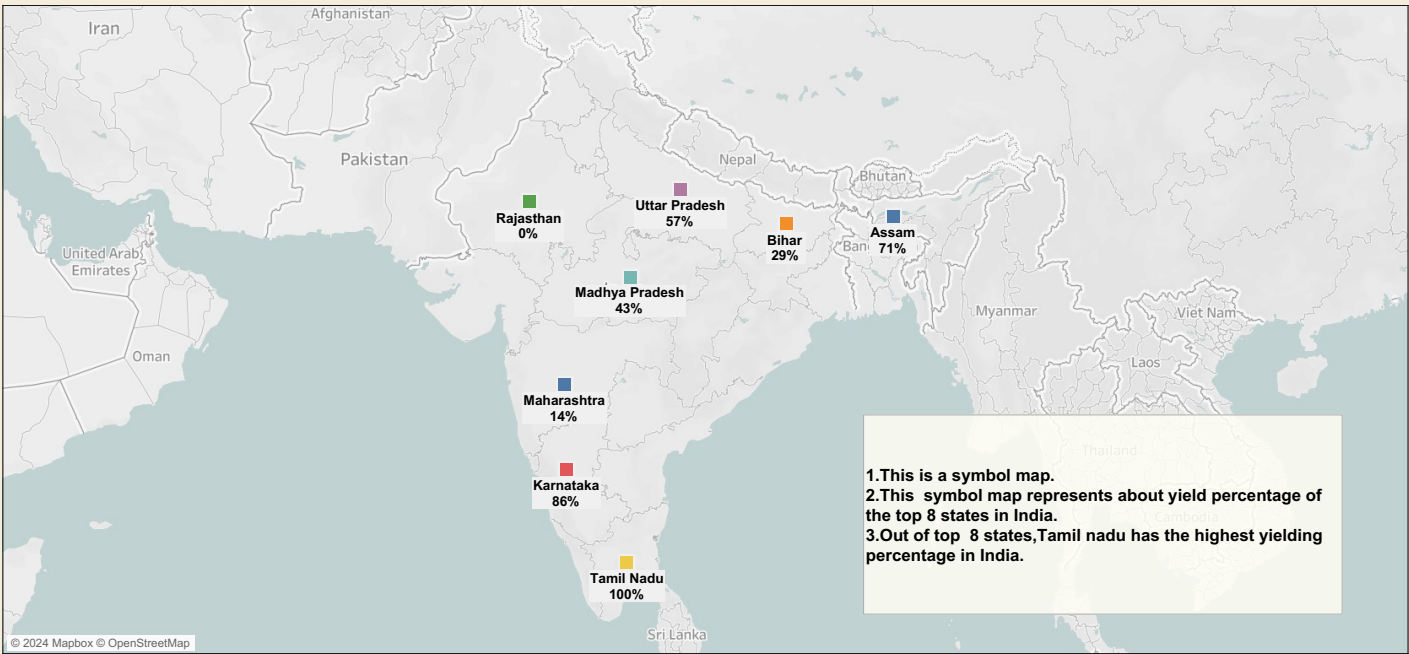 Afghanistan
Iran
Pakistan
Nepal
Bhutan
Rajasthan
0%
Uttar Pradesh
57%
Bihar
29%
Assam
71%
United Arab
Emirates
Madhya Pradesh
43%
Myanmar
Viet Nam
Oman
Laos
Maharashtra
14%
Thailand
Karnataka
86%
1.This is a symbol map.
2.This  symbol map represents about yield percentage of
the top 8 states in India.
3.Out of top  8 states,Tamil nadu has the highest yielding
percentage in India.
Cambodia
Tamil Nadu
100%
Sri Lanka
© 2024 Mapbox © OpenStreetMap